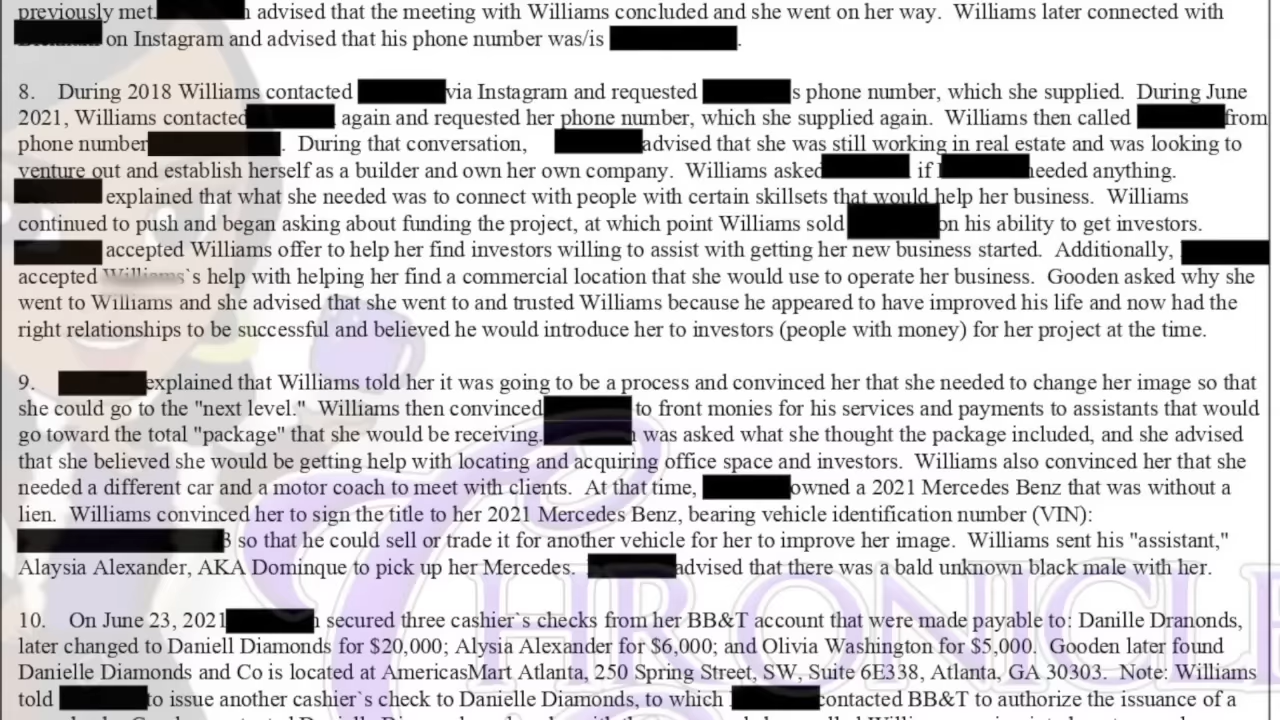 previously met. advised that the meeting with Williams concluded and she went on her way. Williams later connected with
on Instagram and advised that his phone number was/is .
8. During 2018 Williams contacted via Instagram and requested s phone number, which she supplied. During June
2021, Williams contacted again and requested her phone number, which she supplied again. Williams then called from
phone number . During that conversation, advised that she was still working in real estate and was looking to
venture out and establish herself as a builder and own her own company. Williams asked if needed anything.
explained that what she needed was to connect with people with certain skillsets that would help her business. Williams
continued to push and began asking about funding the project, at which point Williams sold on his ability to get investors.
accepted Williams offer to help her find investors willing to assist with getting her new business started. Additionally,
accepted Williams`s help with helping her find a commercial location that she would use to operate her business. Gooden asked why she
went to Williams and she advised that she went to and trusted Williams because he appeared to have improved his life and now had the
right relationships to be successful and believed he would introduce her to investors (people with money) for her project at the time.
9. explained that Williams told her it was going to be a process and convinced her that she needed to change her image so that
she could go to the "next level." Williams then convinced to front monies for his services and payments to assistants that would
go toward the total "package" that she would be receiving. was asked what she thought the package included, and she advised
that she believed she would be getting help with locating and acquiring office space and investors. Williams also convinced her that she
needed a different car and a motor coach to meet with clients. At that time, owned a 2021 Mercedes Benz that was without a
lien. Williams convinced her to sign the title to her 2021 Mercedes Benz, bearing vehicle identification number (VIN):
3 so that he could sell or trade it for another vehicle for her to improve her image. Williams sent his "assistant,"
Alaysia Alexander, AKA Dominque to pick up her Mercedes. advised that there was a bald unknown black male with her.
10. On June 23, 2021 secured three cashier`s checks from her BB&T account that were made payable to: Danille Dranonds,
later changed to Daniell Diamonds for $20,000; Alysia Alexander for $6,000; and Olivia Washington for $5,000. Gooden later found
Danielle Diamonds and Co is located at AmericasMart Atlanta, 250 Spring Street, SW, Suite 6E338, Atlanta, GA 30303. Note: Williams
told to issue another cashier`s check to Danielle Diamonds, to which contacted BB&T to authorize the issuance of a
CHRONICLE